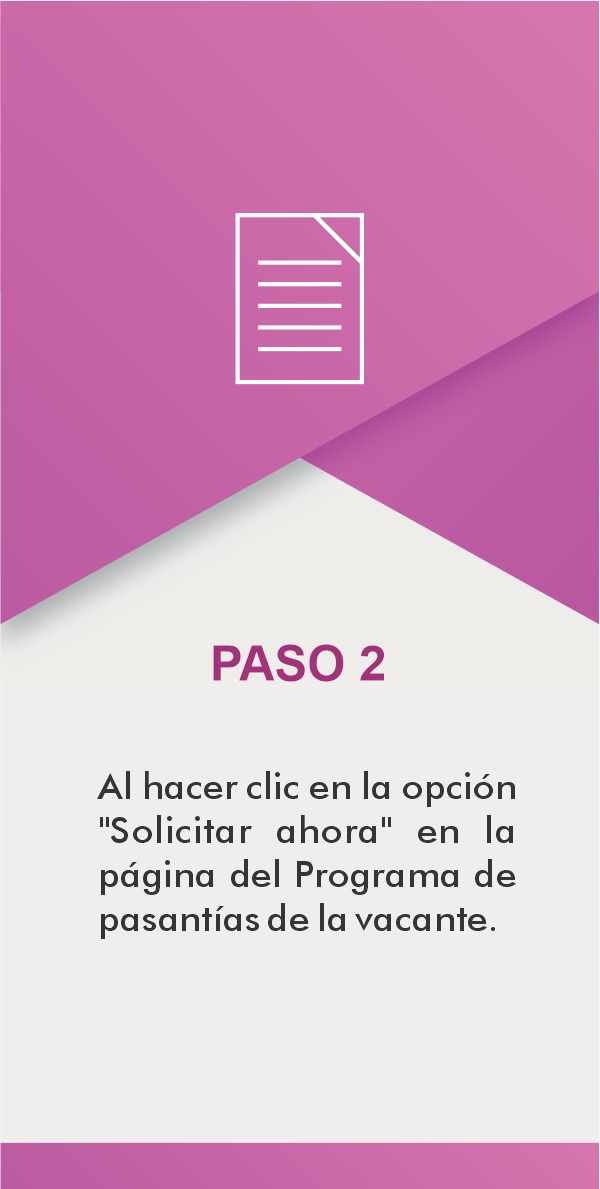 PASO 2
Al hacer clic en la opción
"Solicitar ahora" en la
página del Programa de
pasantías de la vacante.